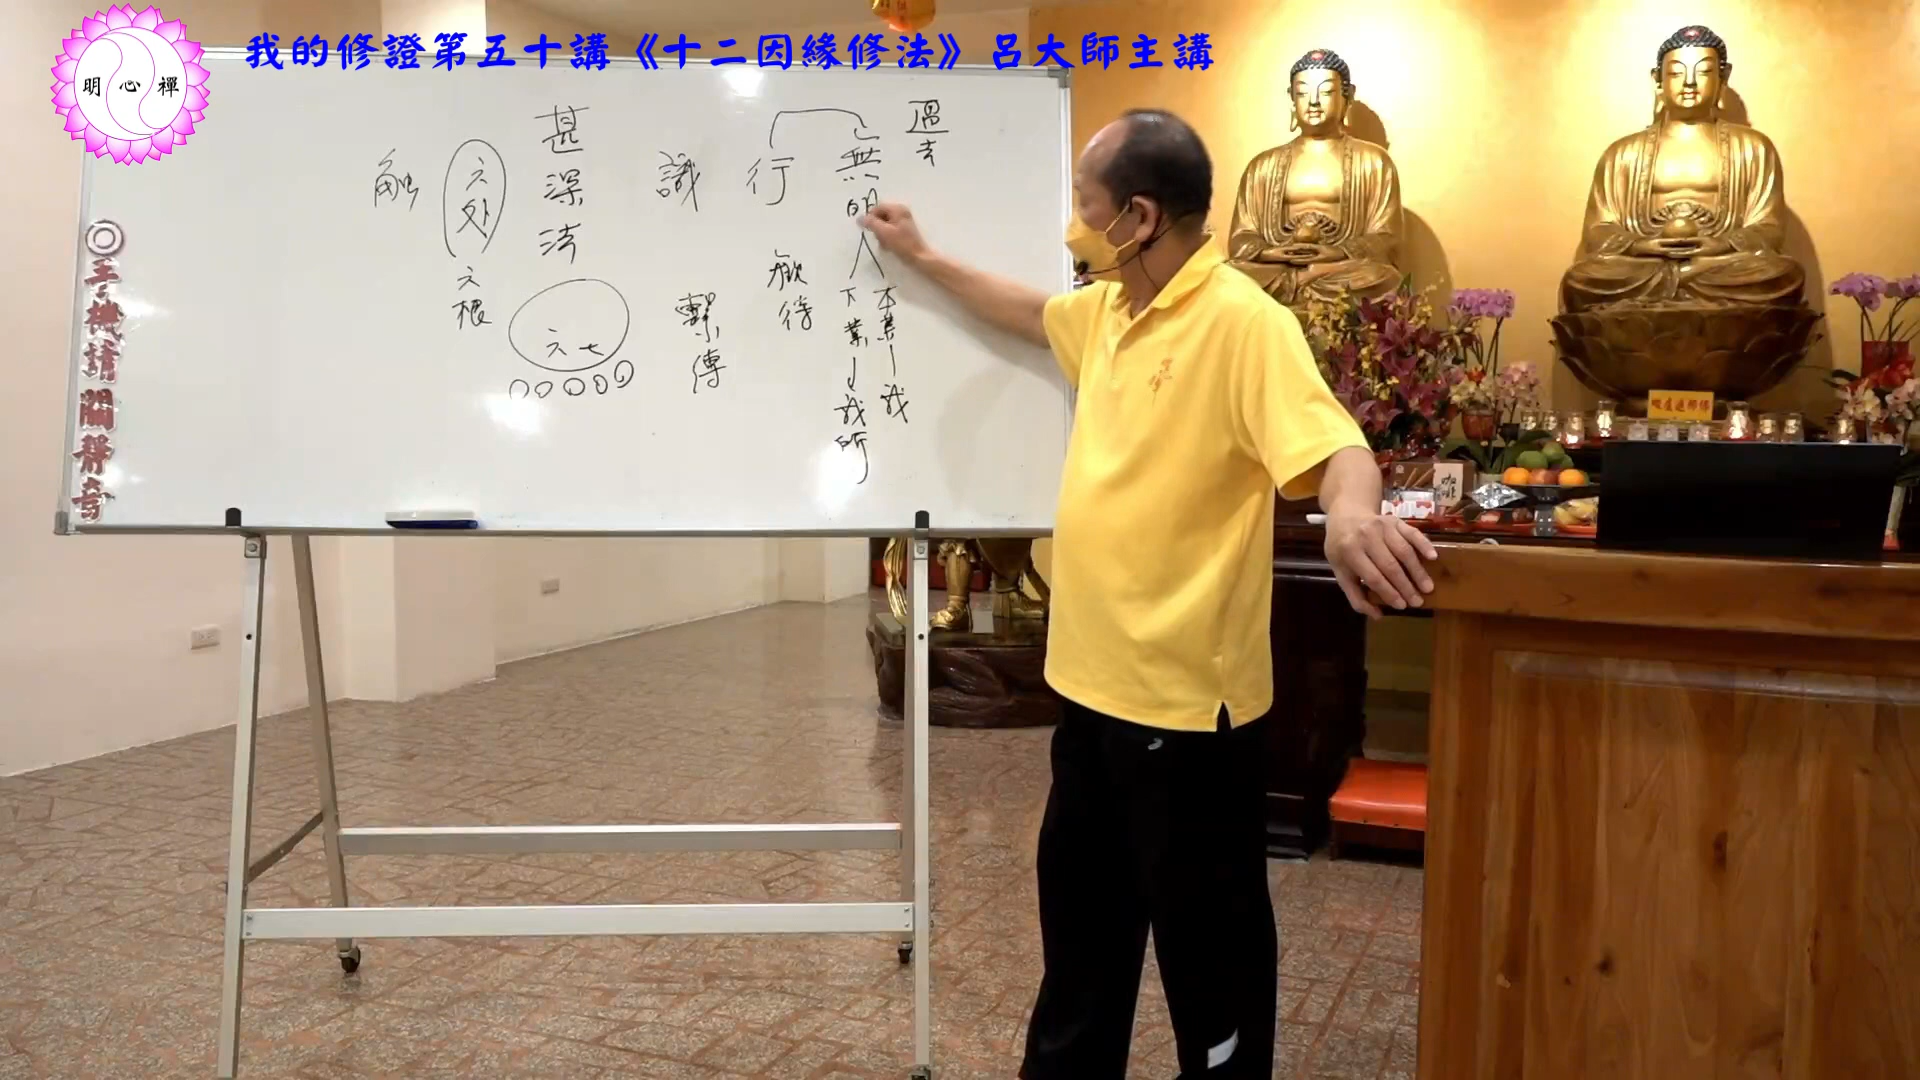 我的修證第五十講《十二因緣修法》呂大師主講
明心禪
過去
無明
行
識
甚深法
六处
六根
觸
六七
本業 我
下業 我所
◎手機請關靜音
咖啡